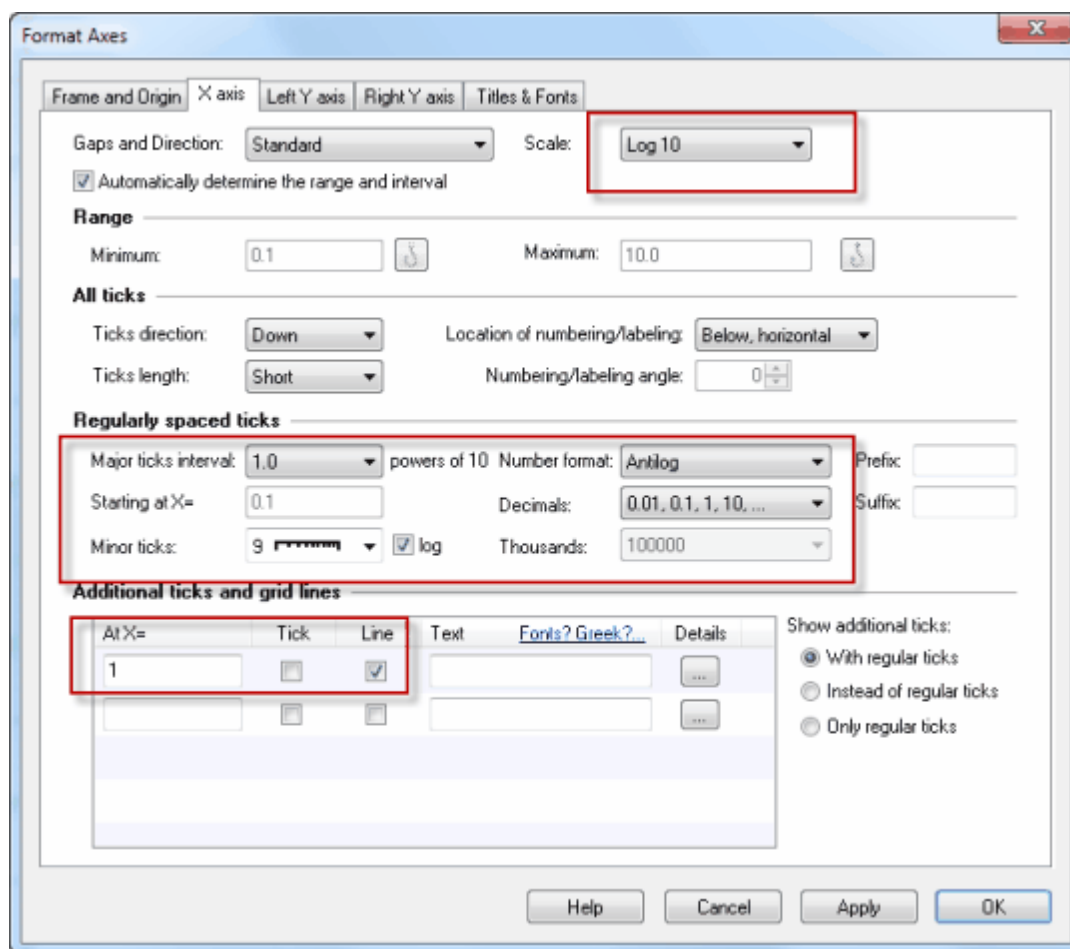 Format Axes
Frame and Origin X axis Left Y axis Right Y axis Titles & Fonts
Gaps and Direction: Standard Scale: Log 10
Automatically determine the range and interval
Range
Minimum: 0.1 Maximum: 10.0
All ticks
Ticks direction: Down Location of numbering/labeling: Below, horizontal
Ticks length: Short Numbering/labeling angle: 0
Regularly spaced ticks
Major ticks interval: 1.0 powers of 10 Number format: Antilog Prefix:
Starting at X= 0.1 Decimals: 0.01, 0.1, 1, 10, ... Suffix:
Minor ticks: 9 log Thousands: 100000
Additional ticks and grid lines
At X= Tick Line Text Fonts? Greek?... Details Show additional ticks:
1 ... With regular ticks
Instead of regular ticks
... Only regular ticks
Help Cancel Apply OK